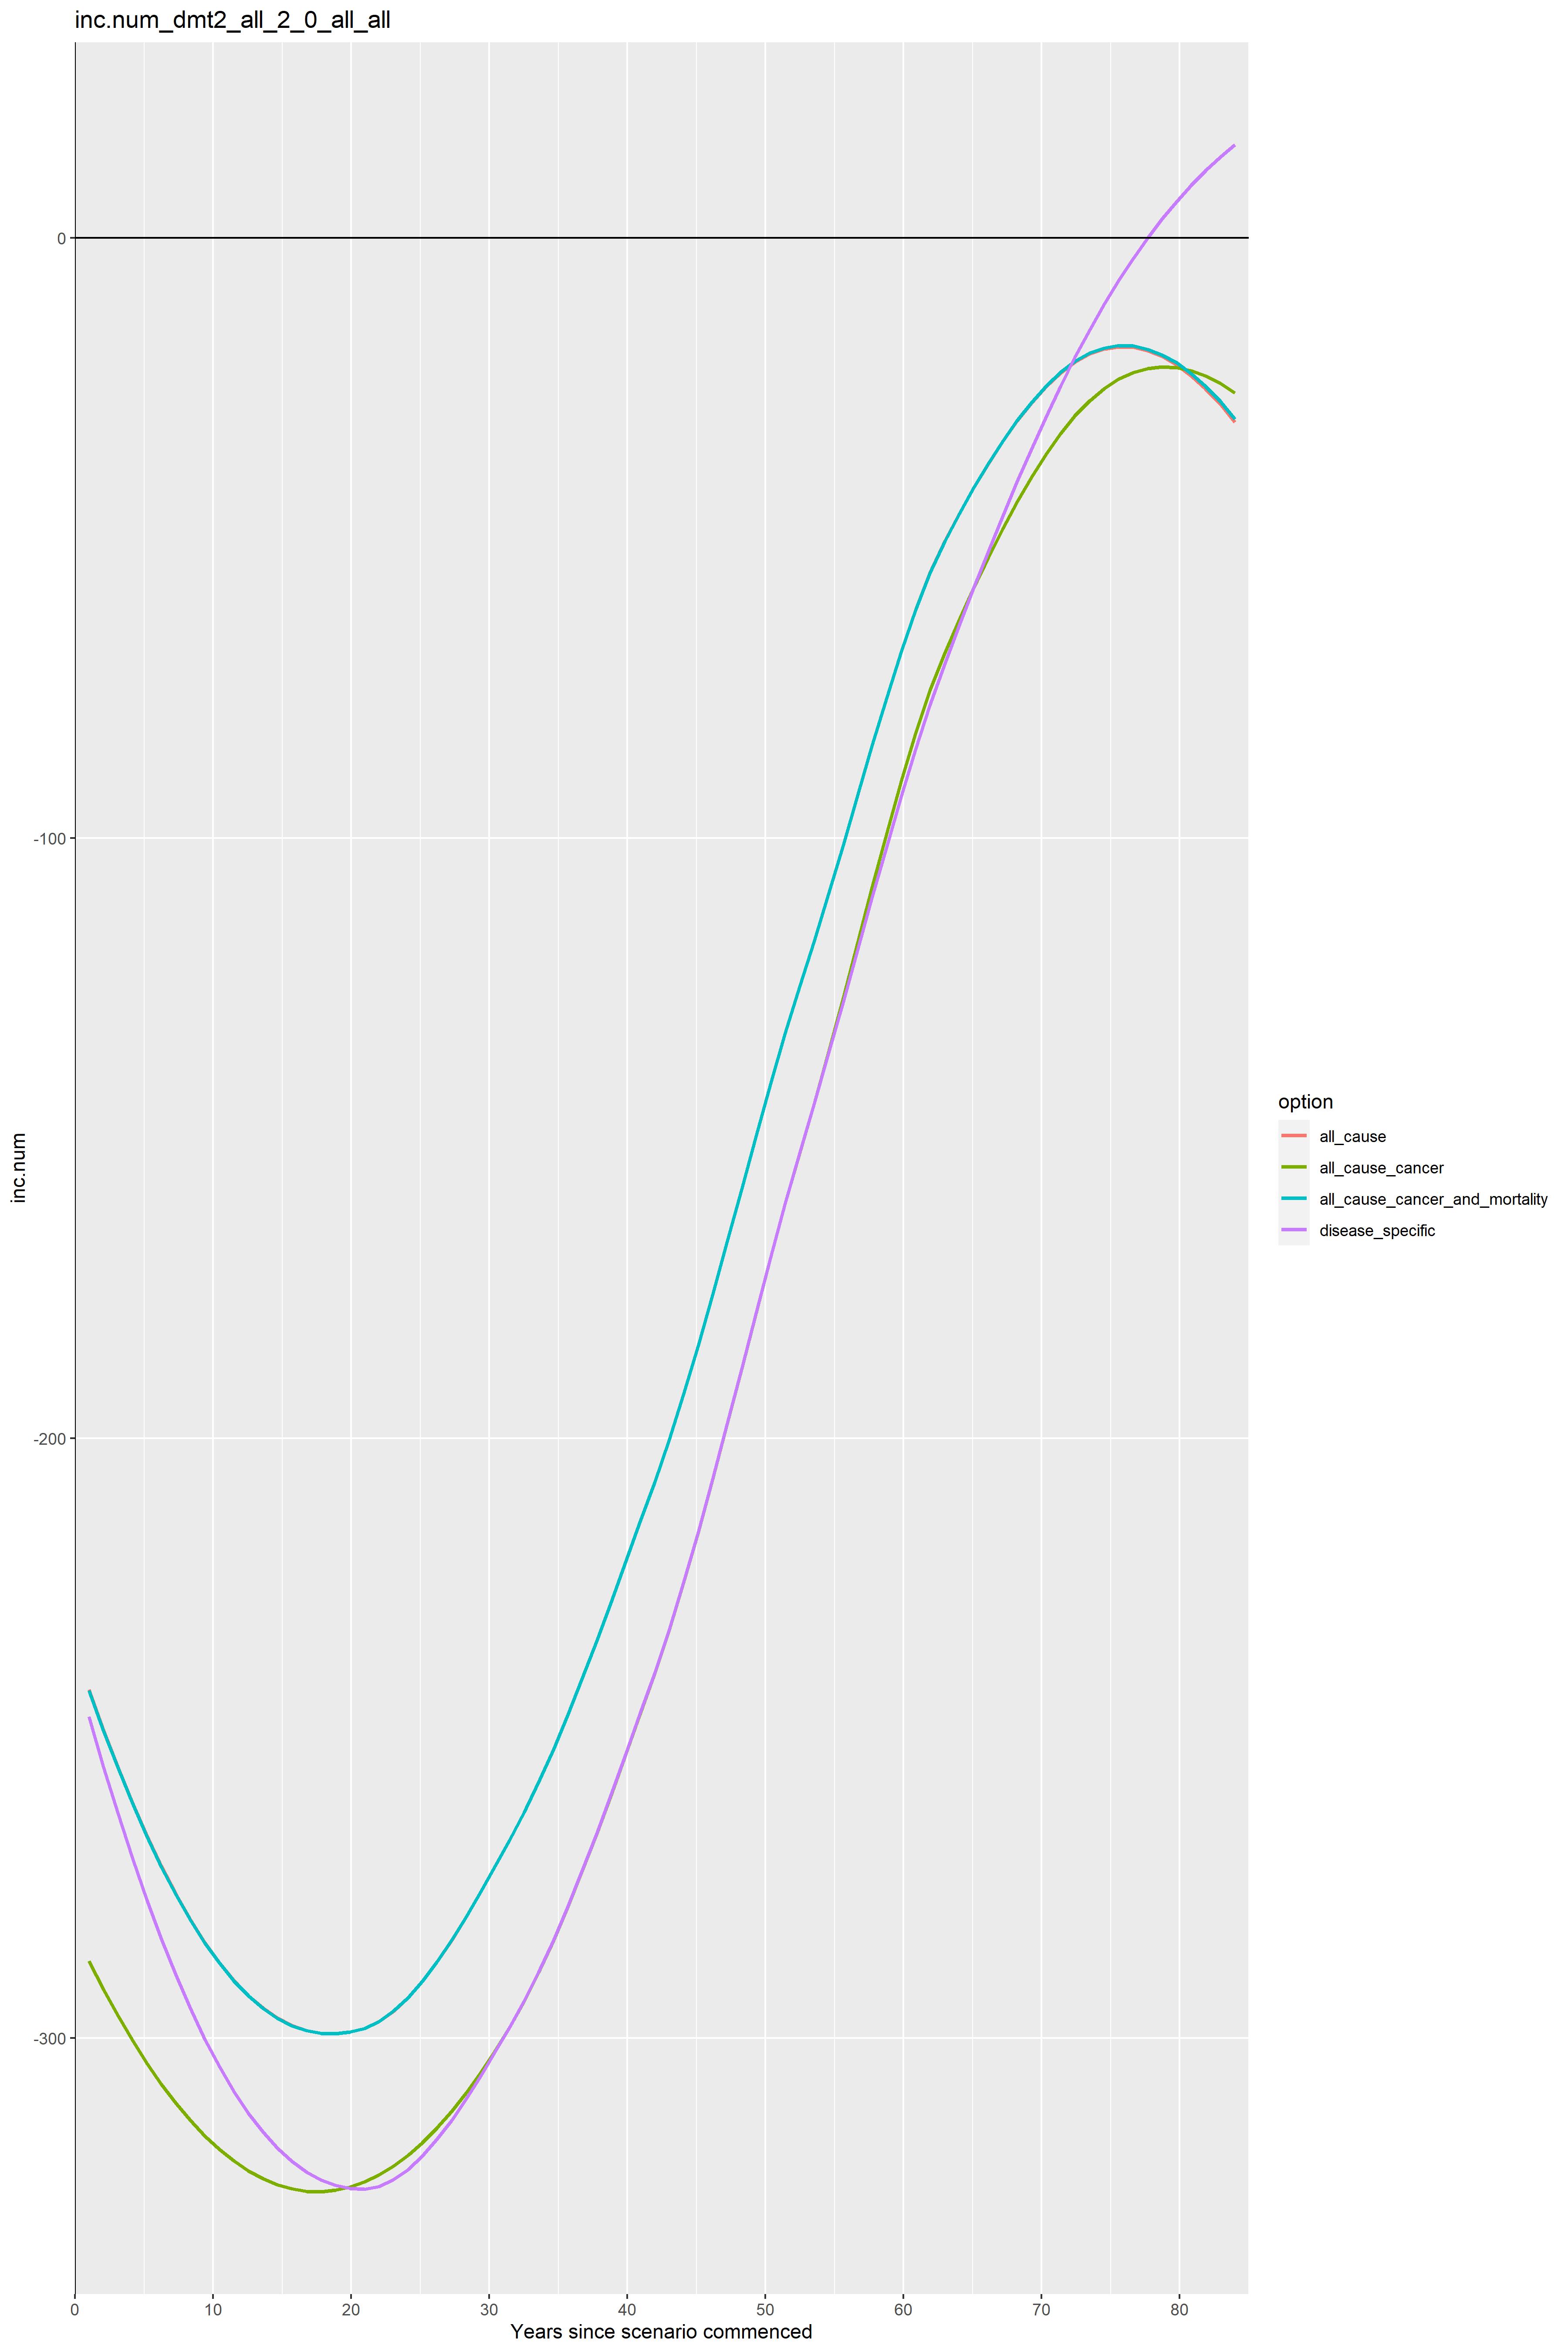 inc.num_dmt2_all_2_0_all_all
0
-100
-200
-300
inc.num
0 10 20 30 40 50 60 70 80
Years since scenario commenced
option
all_cause
all_cause_cancer
all_cause_cancer_and_mortality
disease_specific